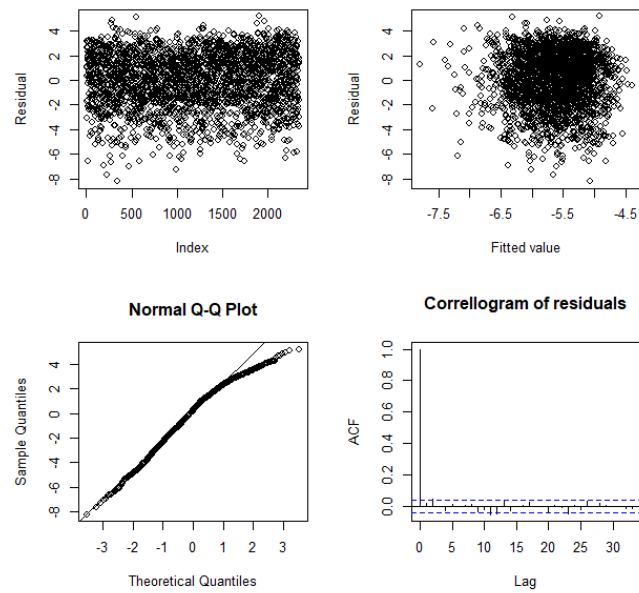 Residual
-8 -6 -4 -2 0 2 4
0 500 1000 1500 2000
Index
Residual
-8 -6 -4 -2 0 2 4
-7.5 -6.5 -5.5 -4.5
Fitted value
Normal Q-Q Plot
Sample Quantiles
-8 -6 -4 -2 0 2 4
-3 -2 -1 0 1 2 3
Theoretical Quantiles
Correllogram of residuals
ACF
0.0 0.2 0.4 0.6 0.8 1.0
0 5 10 20 30
Lag